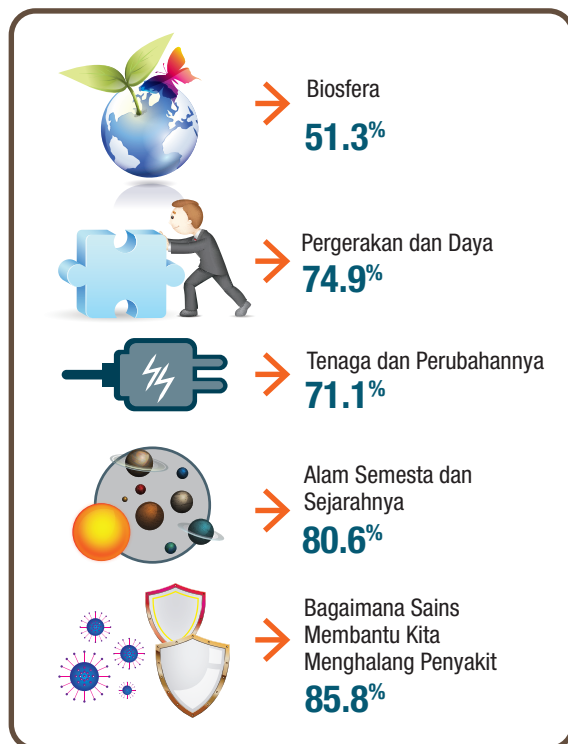 Biosfera
51.3%
Pergerakan dan Daya
74.9%
Tenaga dan Perubahannya
71.1%
Alam Semesta dan
Sejarahnya
80.6%
Bagaimana Sains
Membantu Kita
Menghalang Penyakit
85.8%